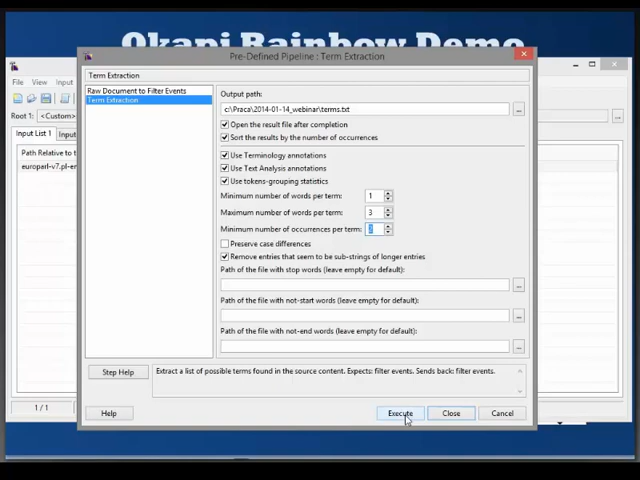 Okapi Rainbow Demo
Pre-Defined Pipeline : Term Extraction
File View Input
Term Extraction
Raw Document to Filter Events
Term Extraction
Output path:
c:\Praca\2014-01-14_webinar\terms.txt ...
Open the result file after completion
Sort the results by the number of occurrences
Root 1: <Custom> ...
Input List 1 Input
Use Terminology annotations
Path Relative to
Use Text Analysis annotations
europarl-v7.pl-en
Use tokens-grouping statistics
Minimum number of words per term: 1
Maximum number of words per term: 3
Minimum number of occurrences per term: 2
Preserve case differences
Remove entries that seem to be sub-strings of longer entries
Path of the file with stop words (leave empty for default):
...
Path of the file with not-start words (leave empty for default):
...
Path of the file with not-end words (leave empty for default):
...
Step Help
Extract a list of possible terms found in the source content. Expects: filter events. Sends back: filter events.
1 / 1
Help Execute Close Cancel